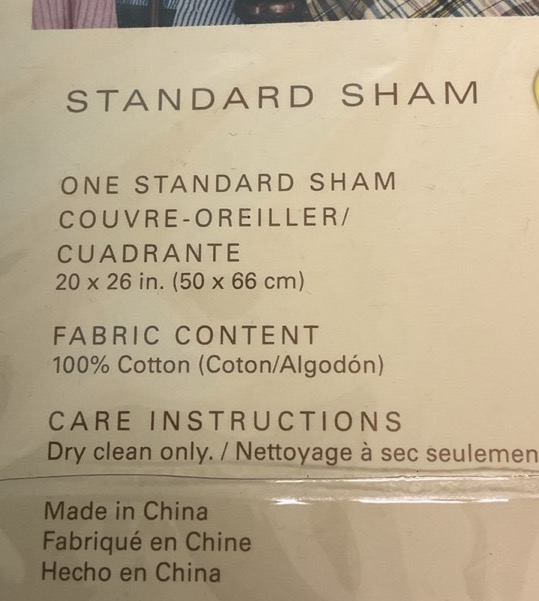 STANDARD SHAM
ONE STANDARD SHAM
COUVRE-OREILLER/
CUADRANTE
20 x 26 in. (50 x 66 cm)
FABRIC CONTENT
100% Cotton (Coton/Algodón)
CARE INSTRUCTIONS
Dry clean only. / Nettoyage à sec seulemen
Made in China
Fabriqué en Chine
Hecho en China